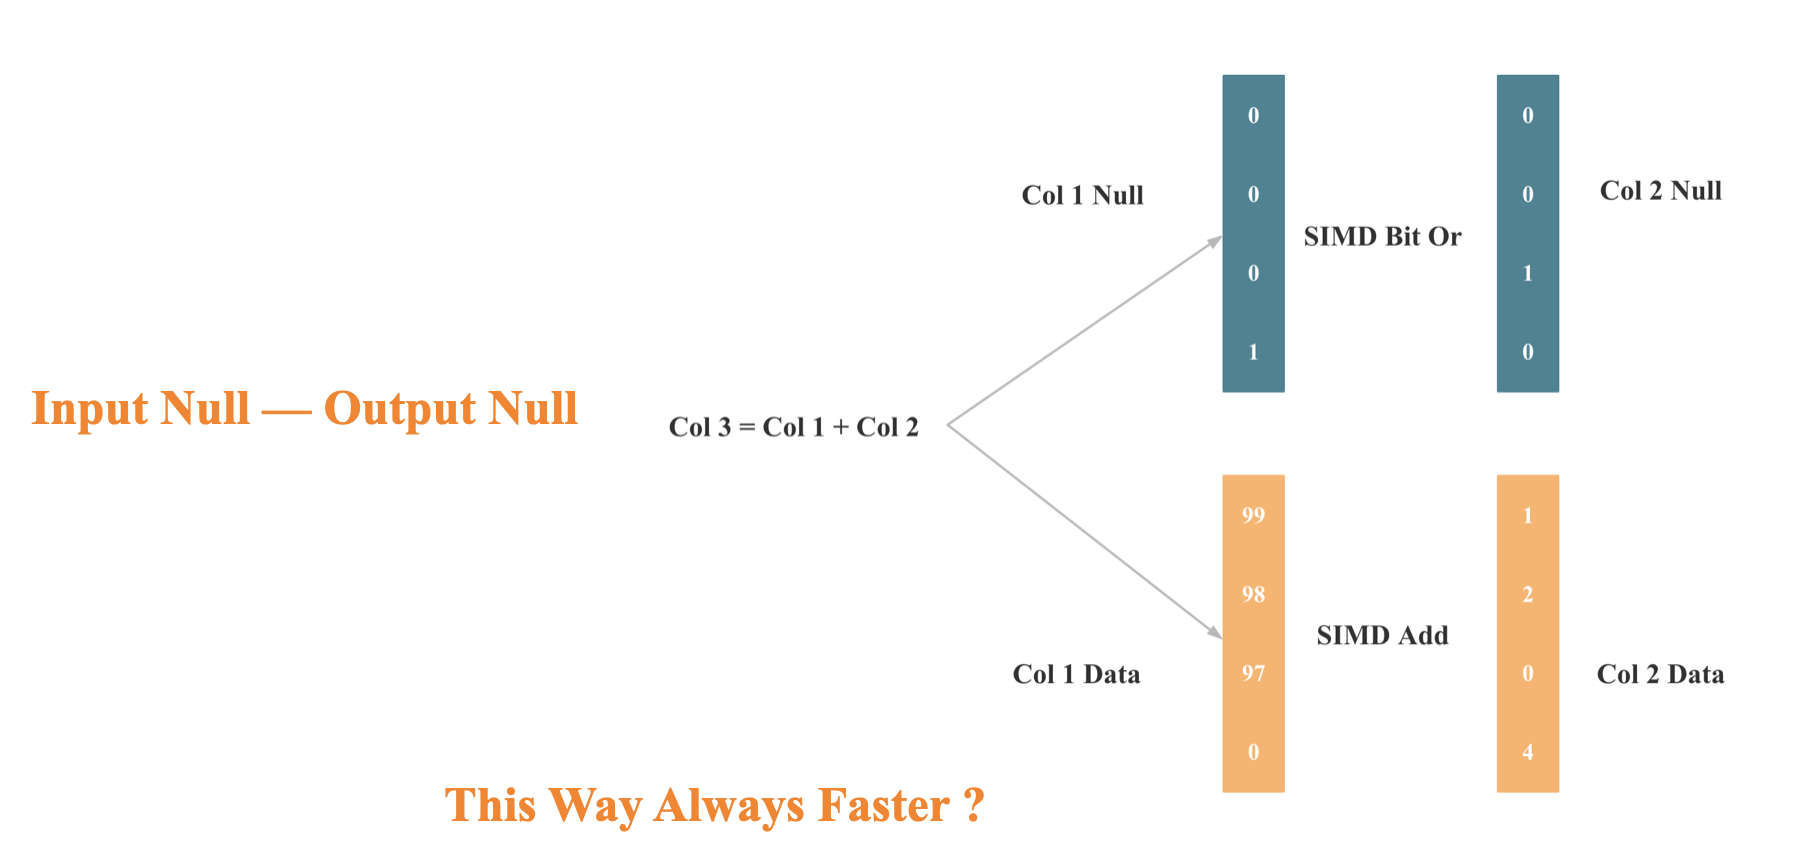 0
0
0
1
Col 1 Null
SIMD Bit Or
0
0
1
0
Col 2 Null
Input Null — Output Null
Col 3 = Col 1 + Col 2
99
98
97
0
Col 1 Data
SIMD Add
1
2
0
4
Col 2 Data
This Way Always Faster ?